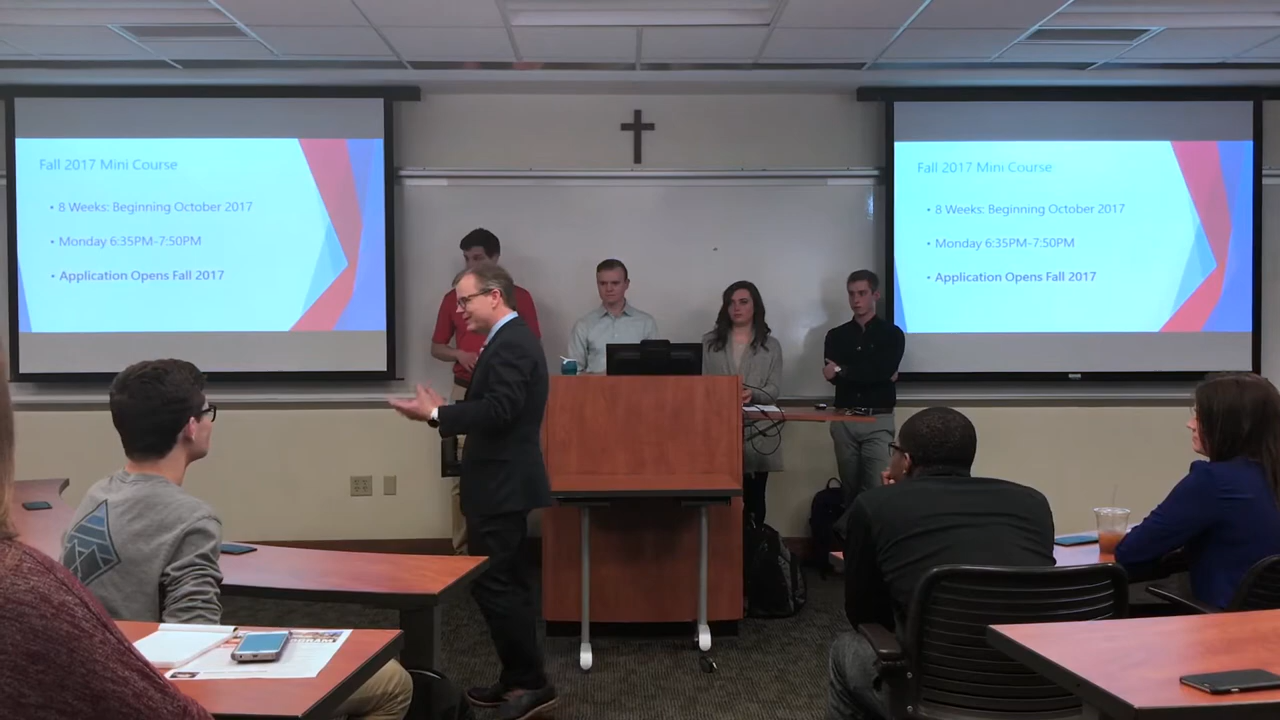 Fall 2017 Mini Course
• 8 Weeks: Beginning October 2017
• Monday 6:35PM-7:50PM
• Application Opens Fall 2017
Fall 2017 Mini Course
• 8 Weeks: Beginning October 2017
• Monday 6:35PM-7:50PM
• Application Opens Fall 2017